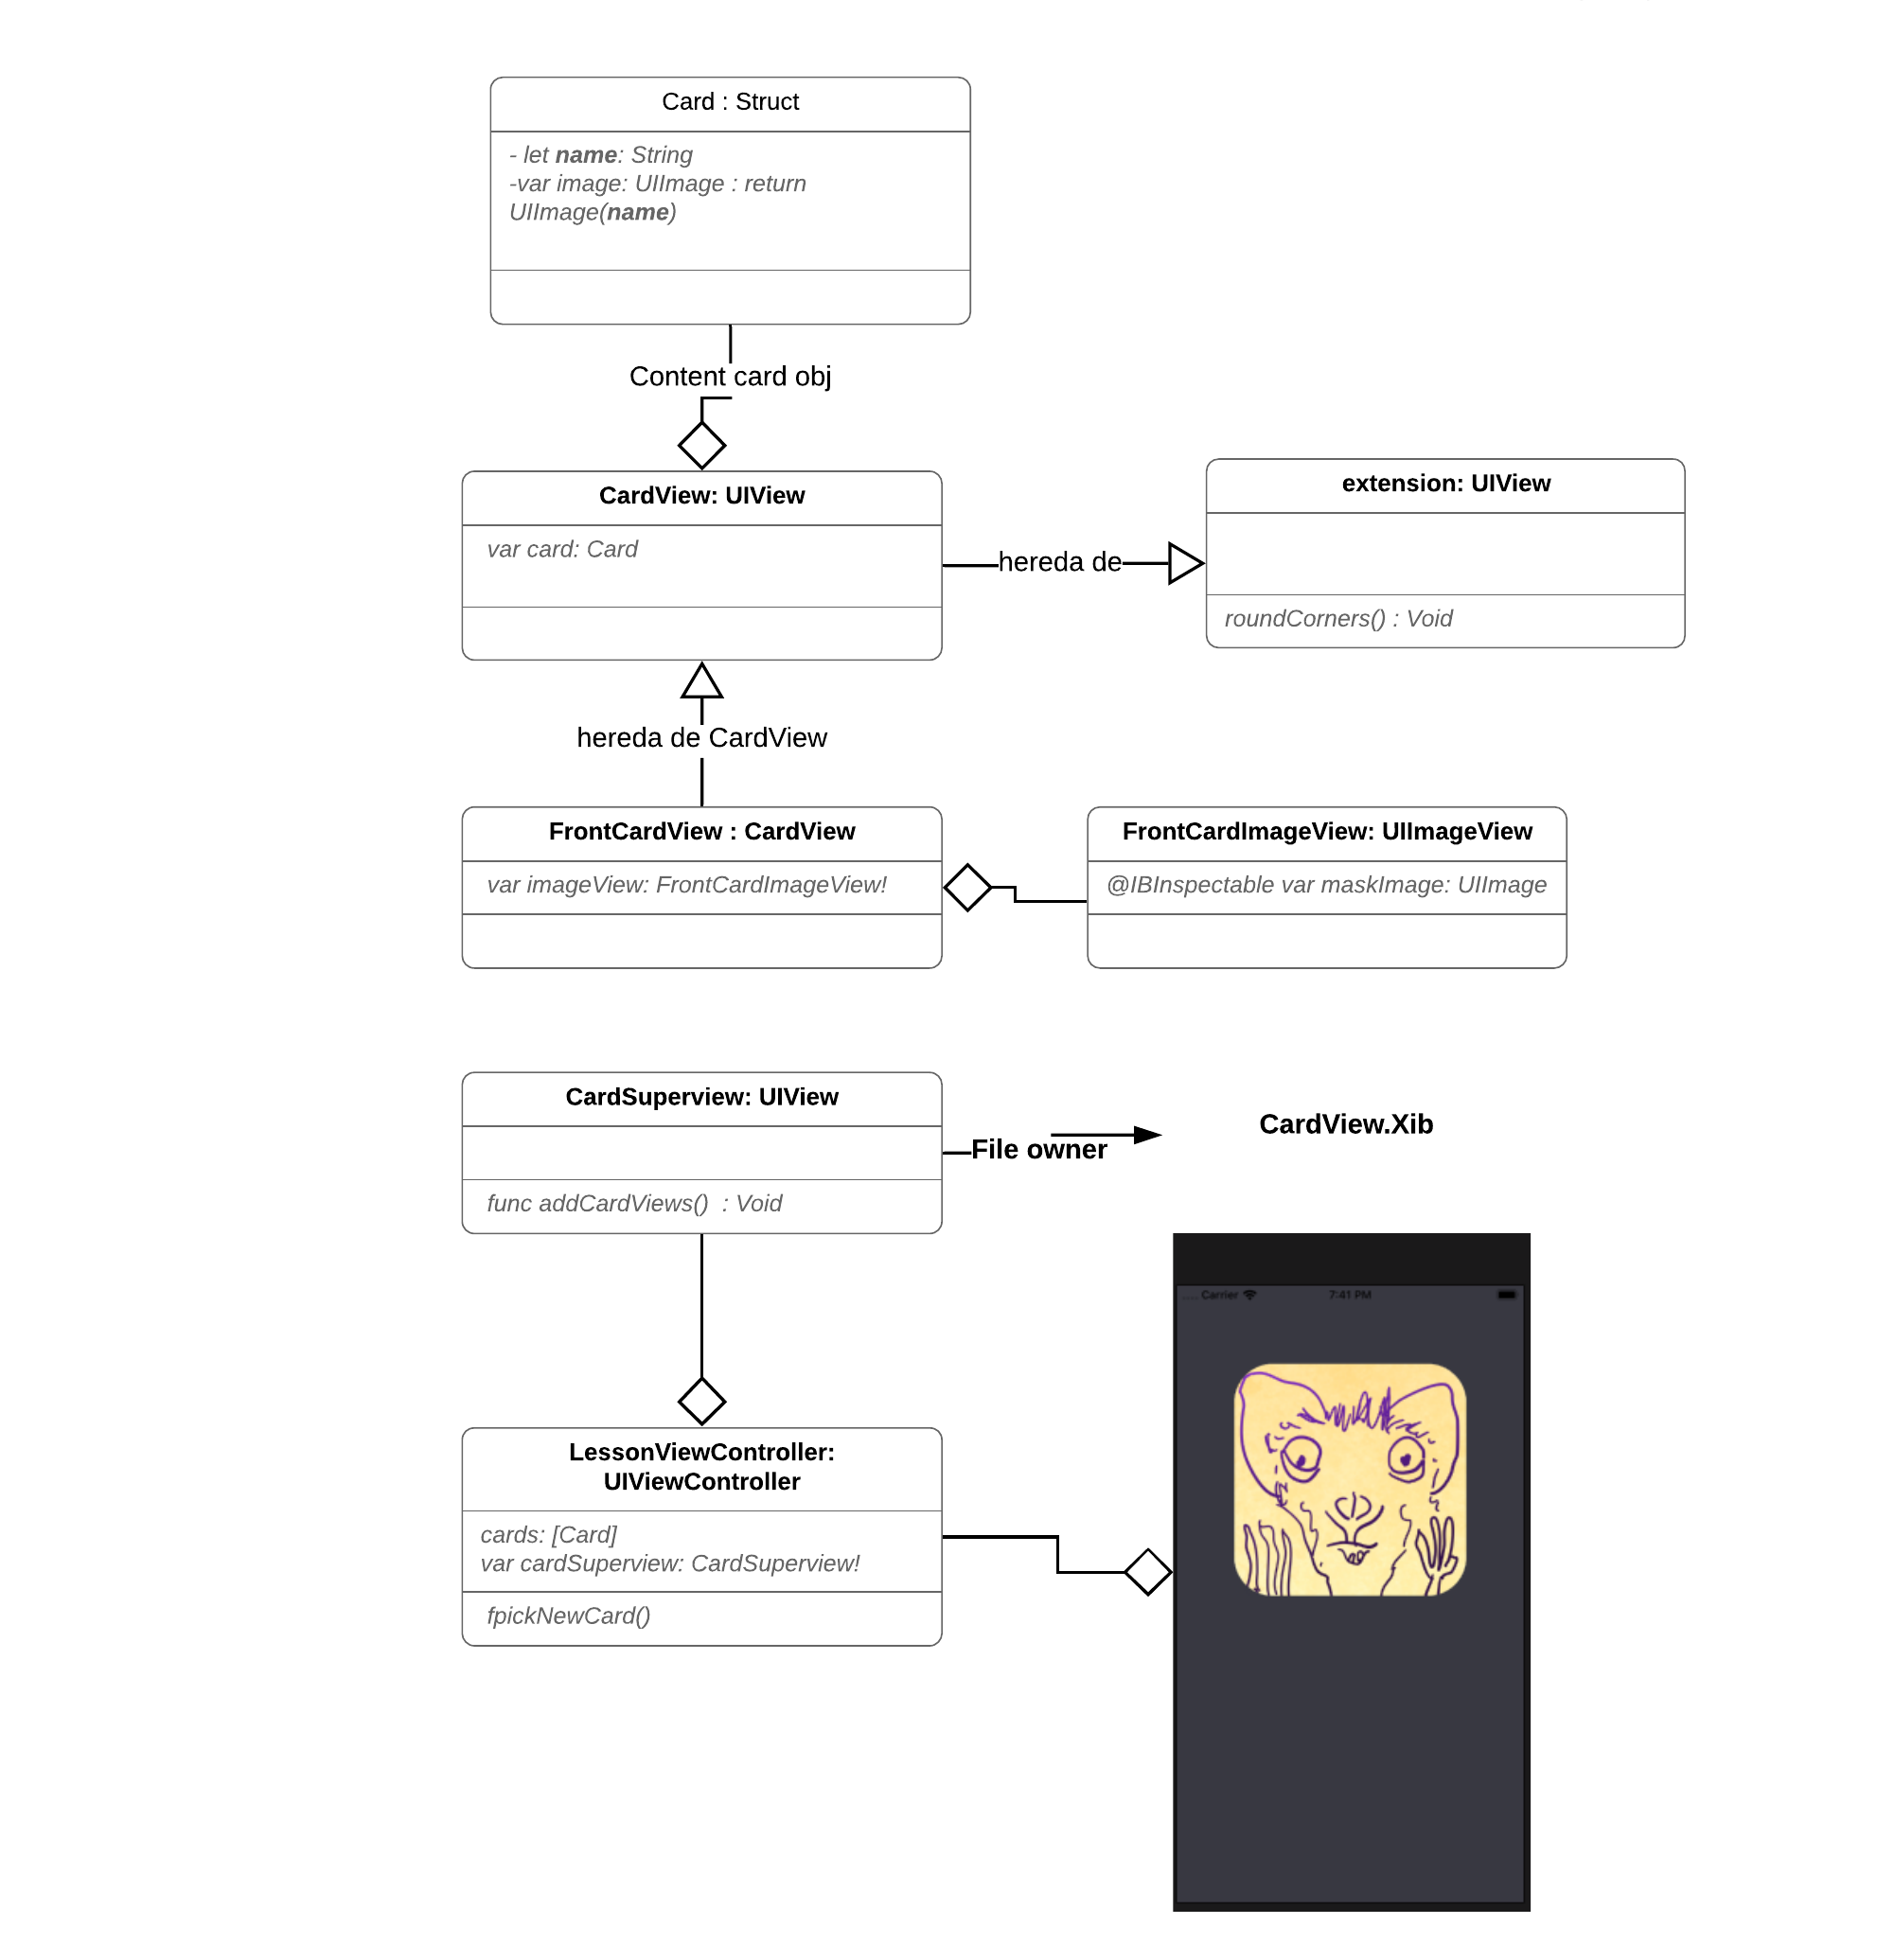 Card : Struct
- let name: String
-var image: UIImage : return
UIImage(name)
Content card obj
CardView: UIView
var card: Card
hereda de
extension: UIView
roundCorners() : Void
hereda de CardView
FrontCardView : CardView
var imageView: FrontCardImageView!
FrontCardImageView: UIImageView
@IBInspectable var maskImage: UIImage
CardSuperview: UIView
func addCardViews()  : Void
File owner
CardView.Xib
LessonViewController:
UIViewController
cards: [Card]
var cardSuperview: CardSuperview!
fpickNewCard()
Carrier
7:41 PM